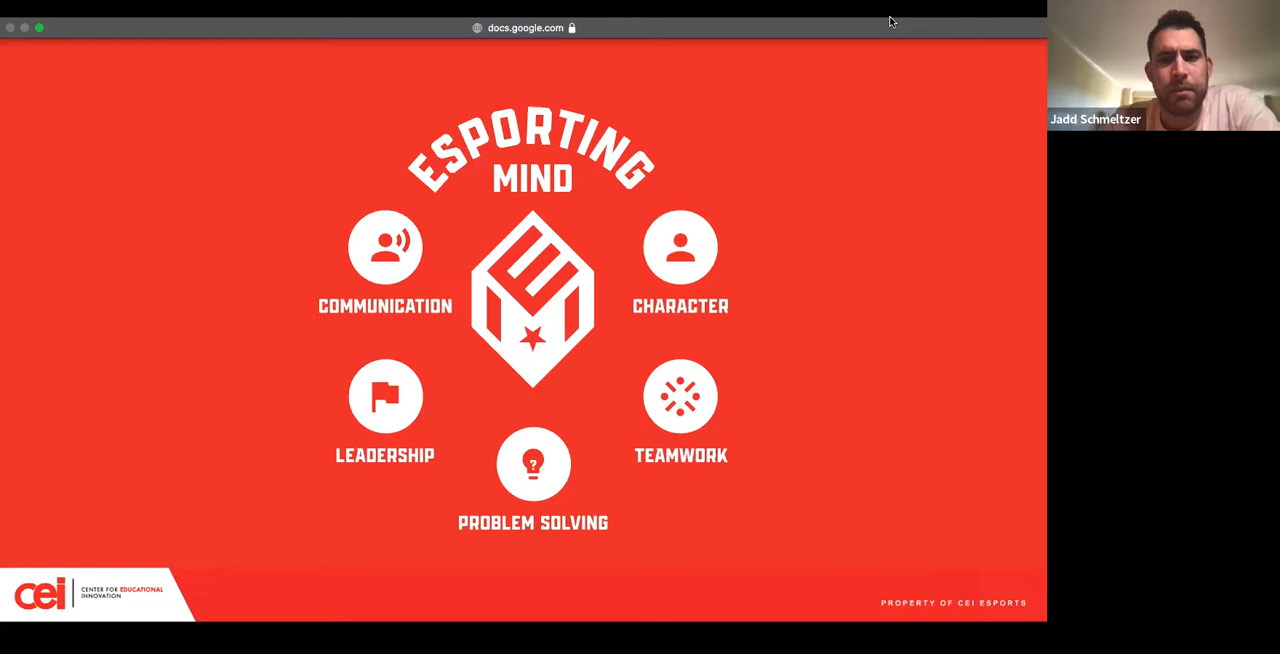 docs.google.com
Jadd Schmeltzer
ESPORTING
MIND
COMMUNICATION
CHARACTER
LEADERSHIP
TEAMWORK
PROBLEM SOLVING
cei
CENTER FOR EDUCATIONAL
INNOVATION
PROPERTY OF CEI ESPORTS